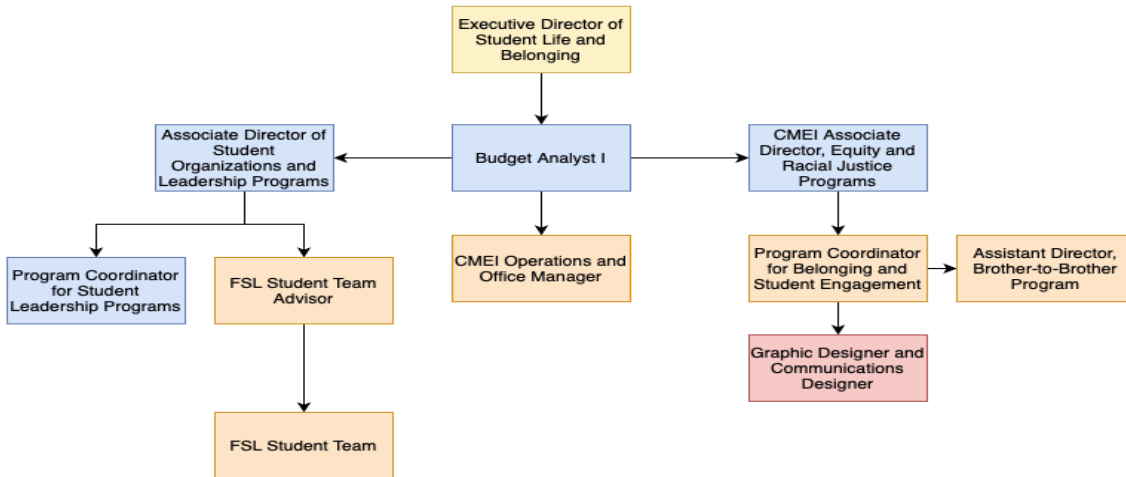 Executive Director of
Student Life and
Belonging
Associate Director of
Student
Organizations and
Leadership Programs
Budget Analyst I
CMEI Associate
Director, Equity and
Racial Justice
Programs
Program Coordinator
for Student
Leadership Programs
FSL Student Team
Advisor
CMEI Operations and
Office Manager
Program Coordinator
for Belonging and
Student Engagement
Assistant Director,
Brother-to-Brother
Program
Graphic Designer and
Communications
Designer
FSL Student Team